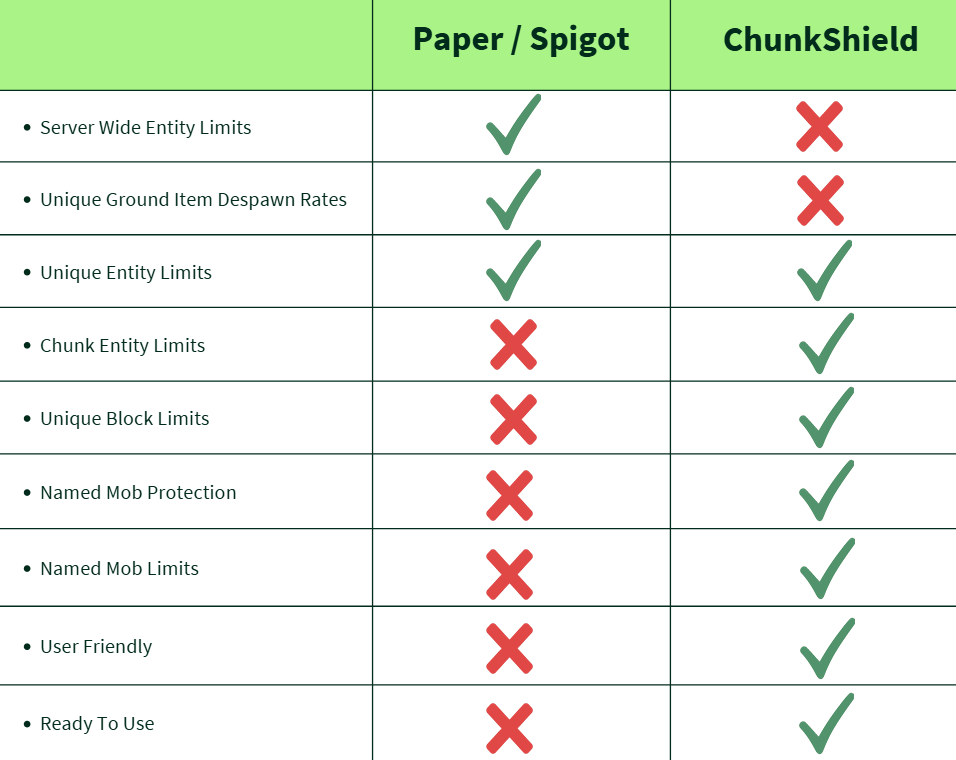 Paper / Spigot
ChunkShield
Server Wide Entity Limits
Unique Ground Item Despawn Rates
Unique Entity Limits
Chunk Entity Limits
Unique Block Limits
Named Mob Protection
Named Mob Limits
User Friendly
Ready To Use